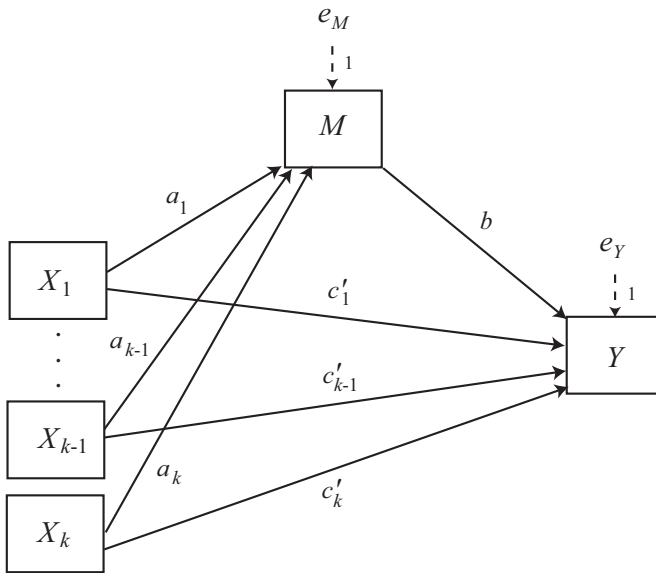 e_M
1
M
a_1
b
e_Y
1
X_1
c′_1
Y
a_{k-1}
c′_{k-1}
X_{k-1}
a_k
c′_k
X_k